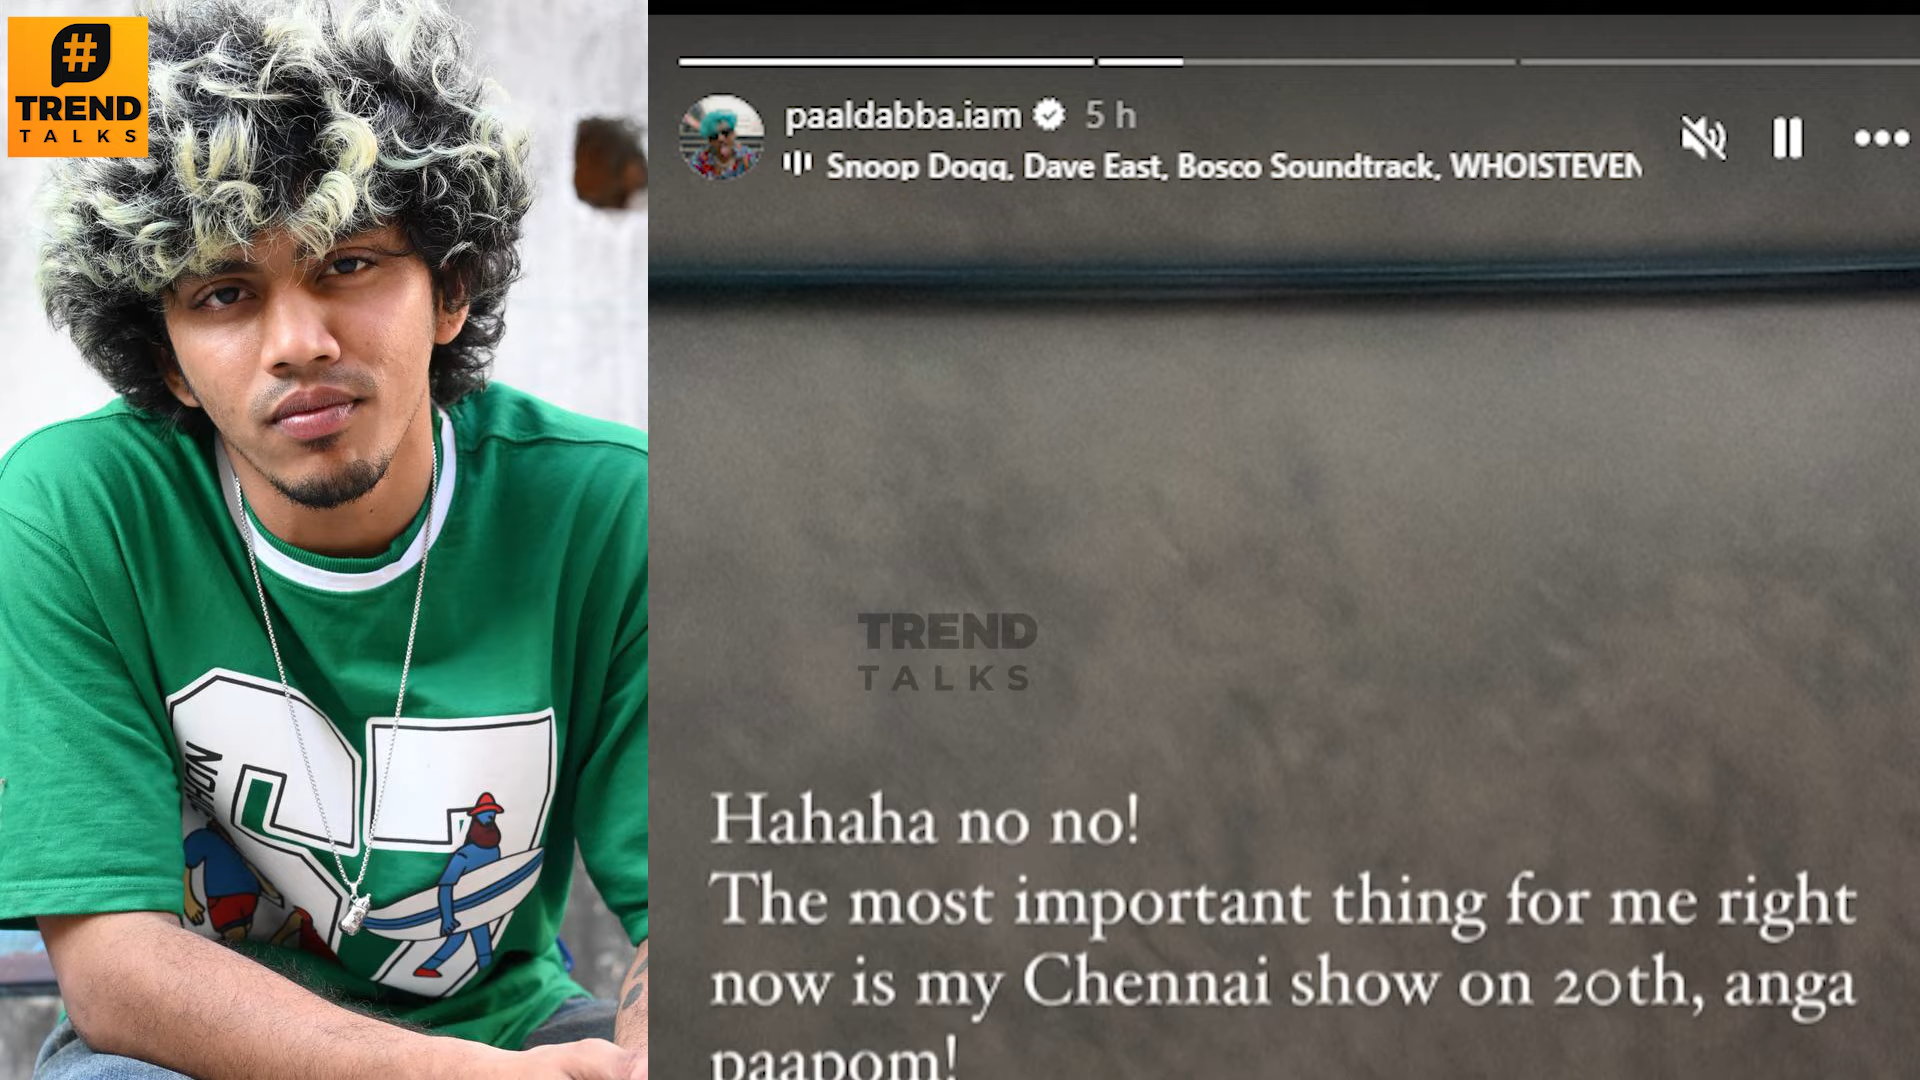 #
TREND
TALKS
paaldabba.iam 5 h
Snoop Dogg, Dave East, Bosco Soundtrack, WHOISTEVEN
TREND
TALKS
Hahaha no no!
The most important thing for me right
now is my Chennai show on 20th, anga
paapom!